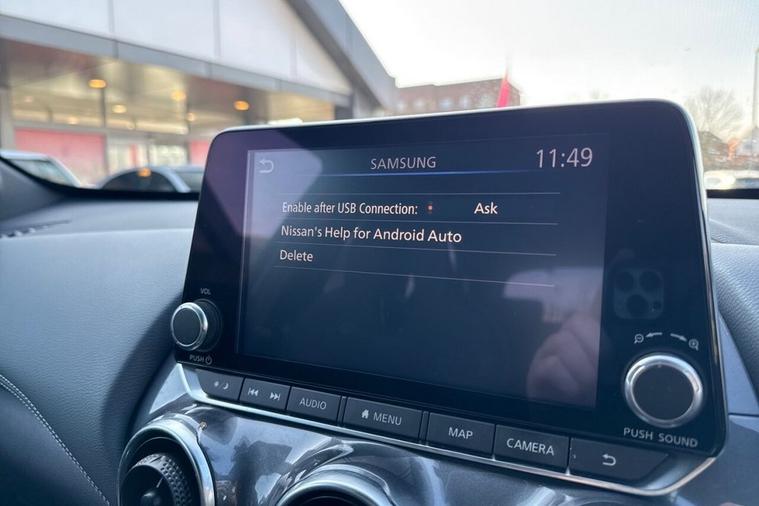 SAMSUNG 11:49
Enable after USB Connection: Ask
Nissan's Help for Android Auto
Delete
VOL
PUSH
AUDIO
MENU
MAP
CAMERA
PUSH SOUND